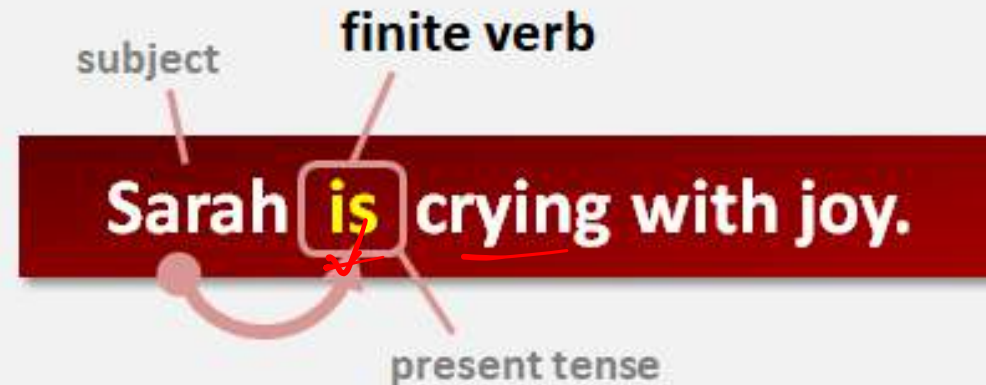 finite verb
subject
Sarah is crying with joy.
present tense